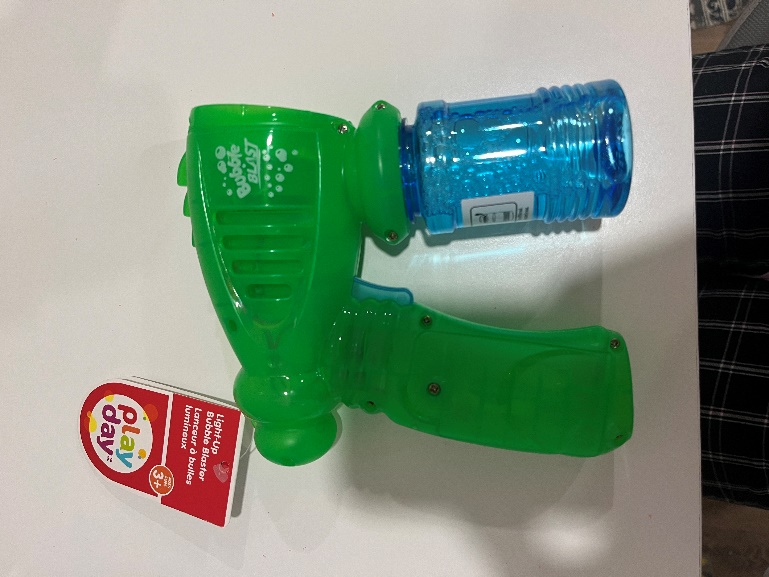 Bubble
BLAST
play
day
Light-Up
Bubble Blaster
Lanceur à bulles
lumineux
3+